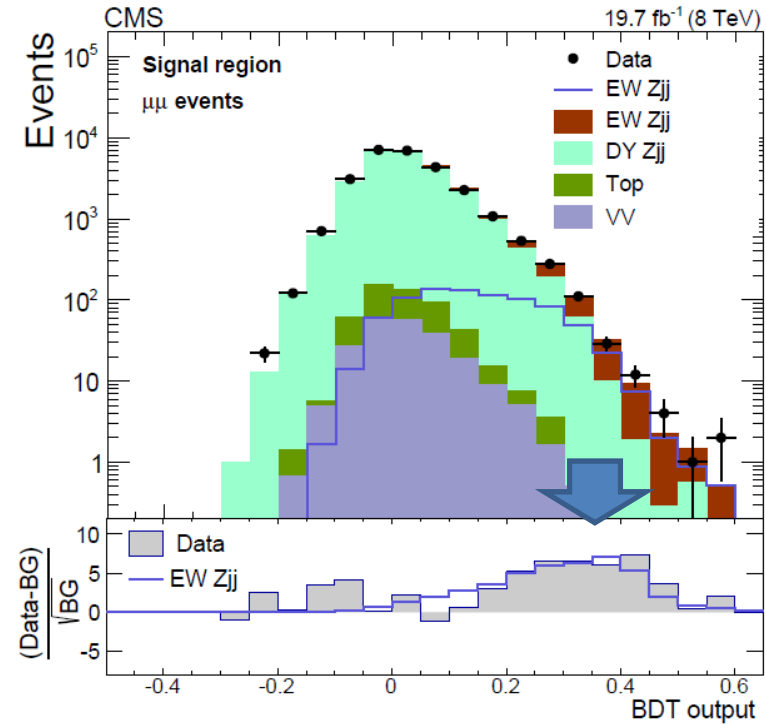 CMS 19.7 fb⁻¹ (8 TeV)
Events
10⁵
10⁴
10³
10²
10
1
Signal region
μμ events
Data
EW Zjj
EW Zjj
DY Zjj
Top
VV
(Data-BG)
√BG
10
5
0
-5
Data
EW Zjj
-0.4 -0.2 0 0.2 0.4 0.6
BDT output